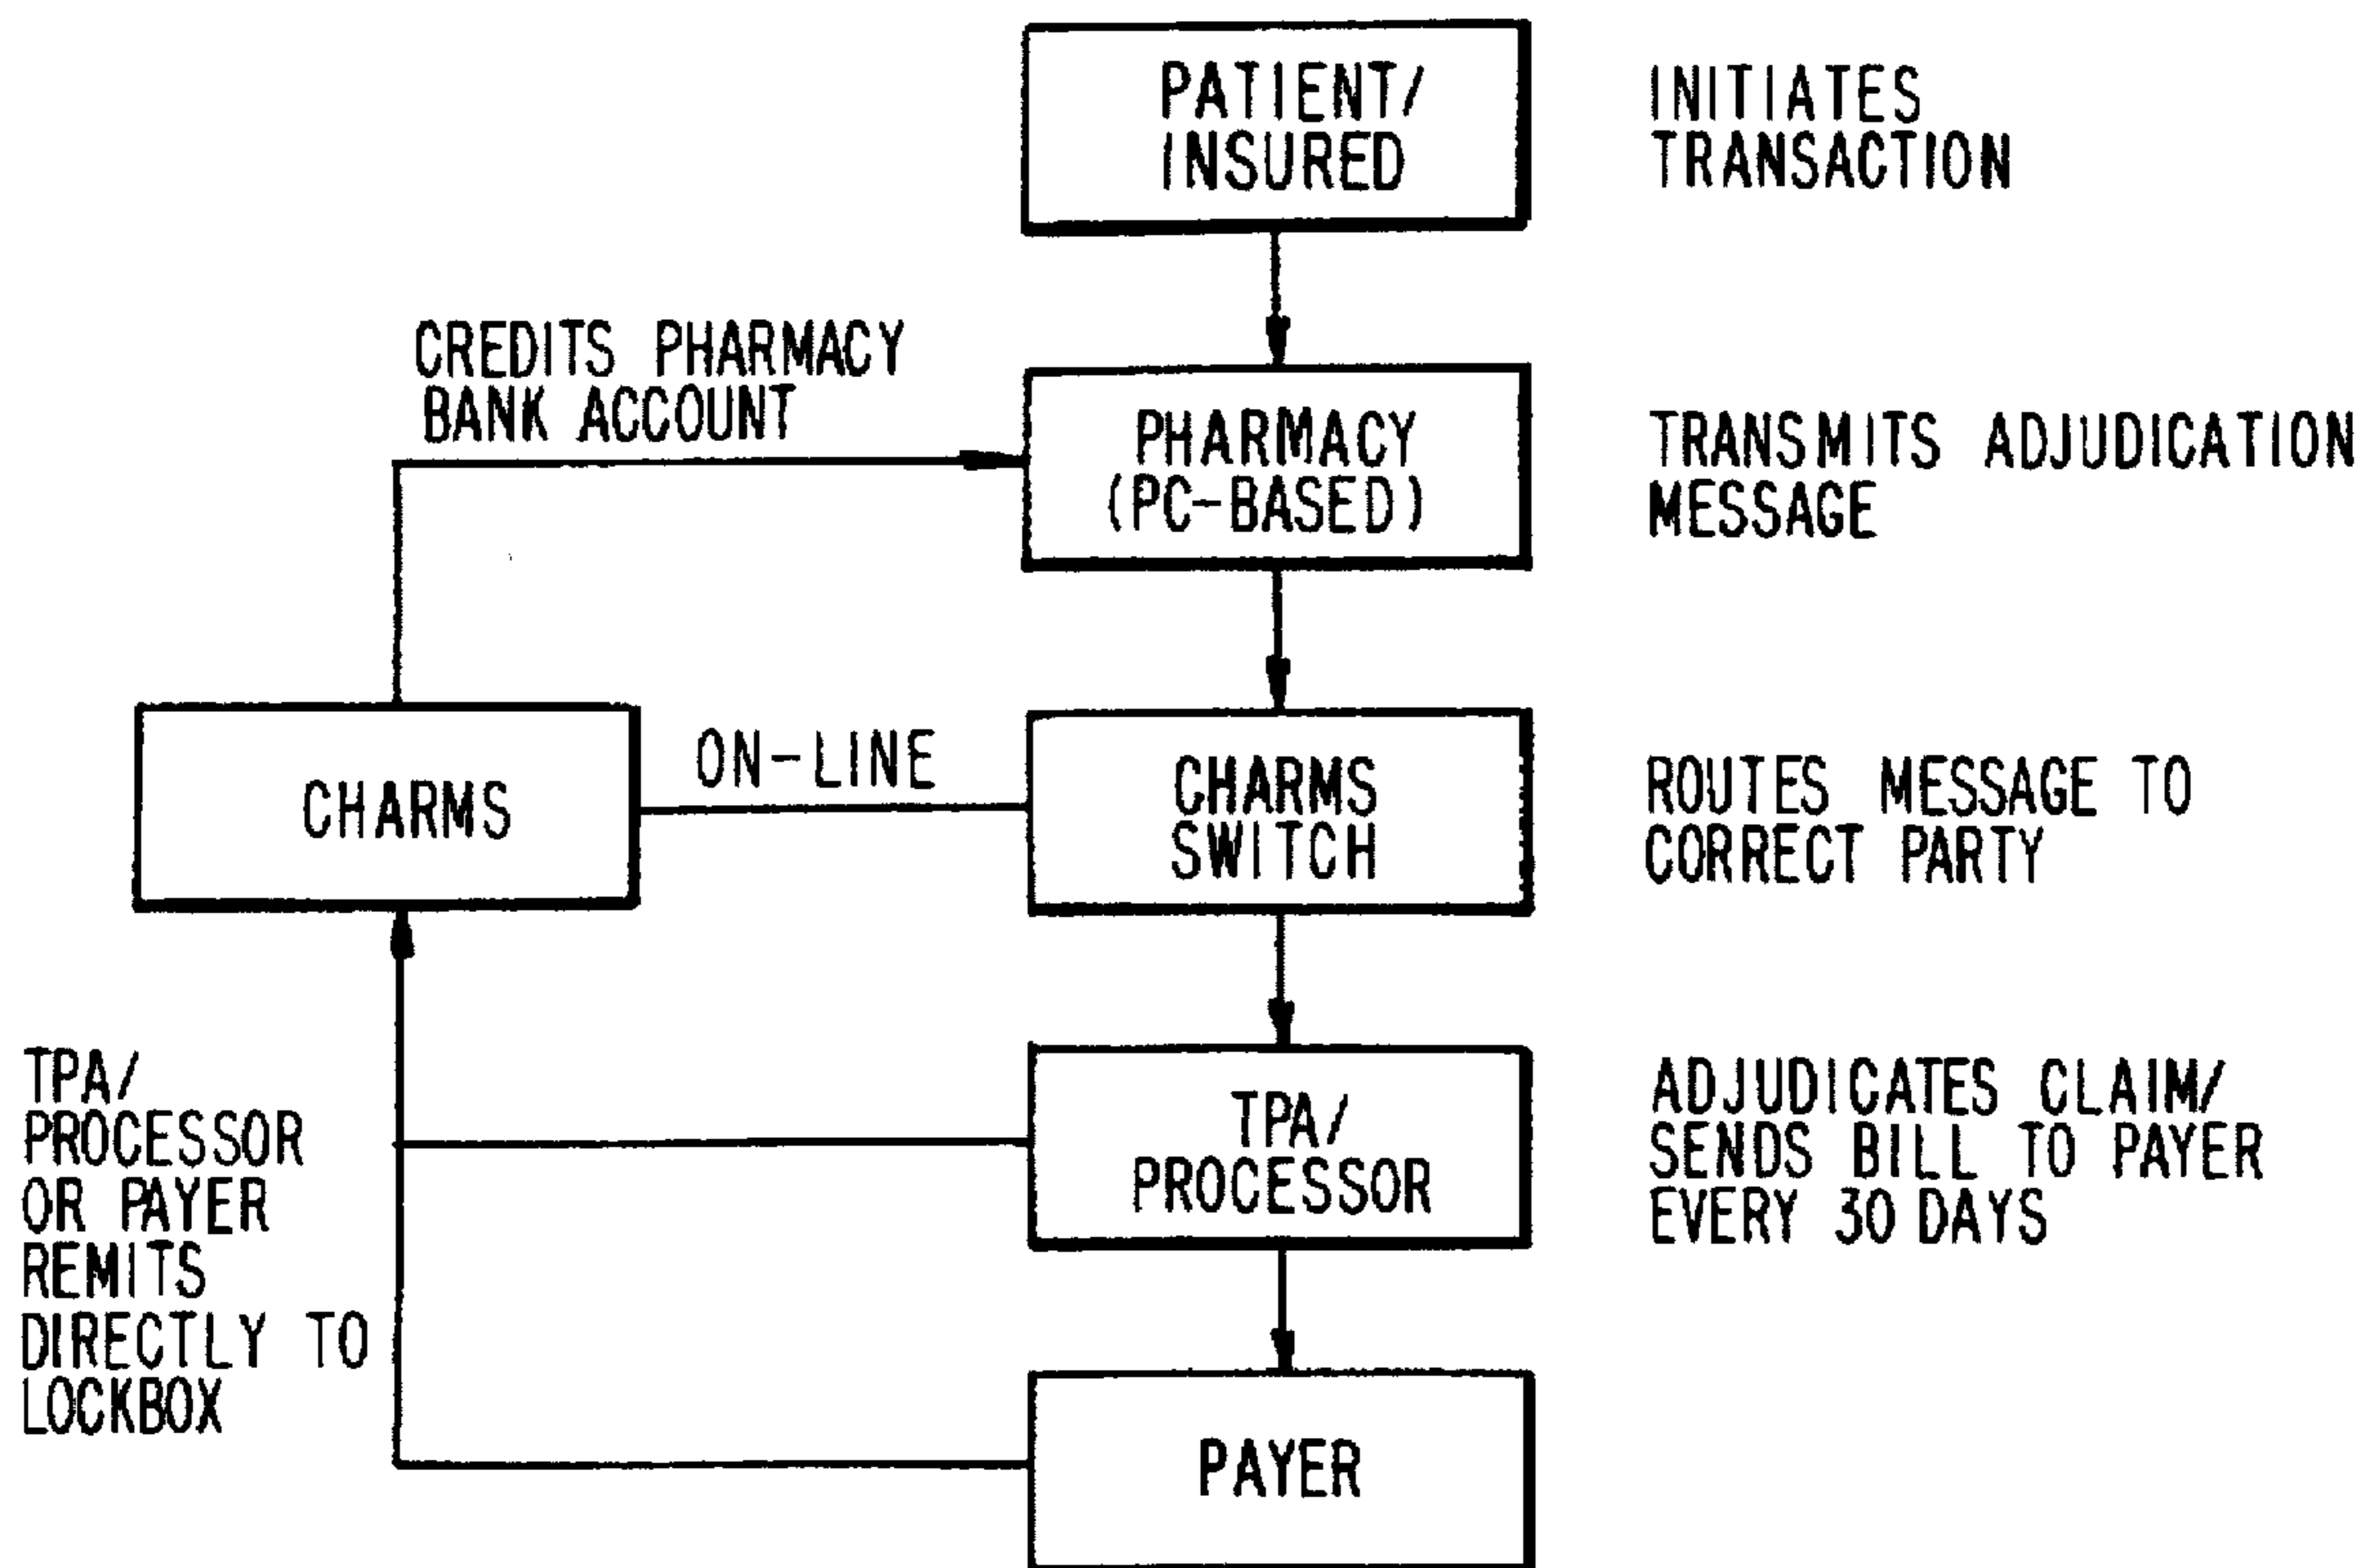 PATIENT/
INSURED
INITIATES
TRANSACTION
CREDITS PHARMACY
BANK ACCOUNT
PHARMACY
(PC-BASED)
TRANSMITS ADJUDICATION
MESSAGE
CHARMS
ON-LINE
CHARMS
SWITCH
ROUTES MESSAGE TO
CORRECT PARTY
TPA/
PROCESSOR
OR PAYER
REMITS
DIRECTLY TO
LOCKBOX
TPA/
PROCESSOR
ADJUDICATES CLAIM/
SENDS BILL TO PAYER
EVERY 30 DAYS
PAYER